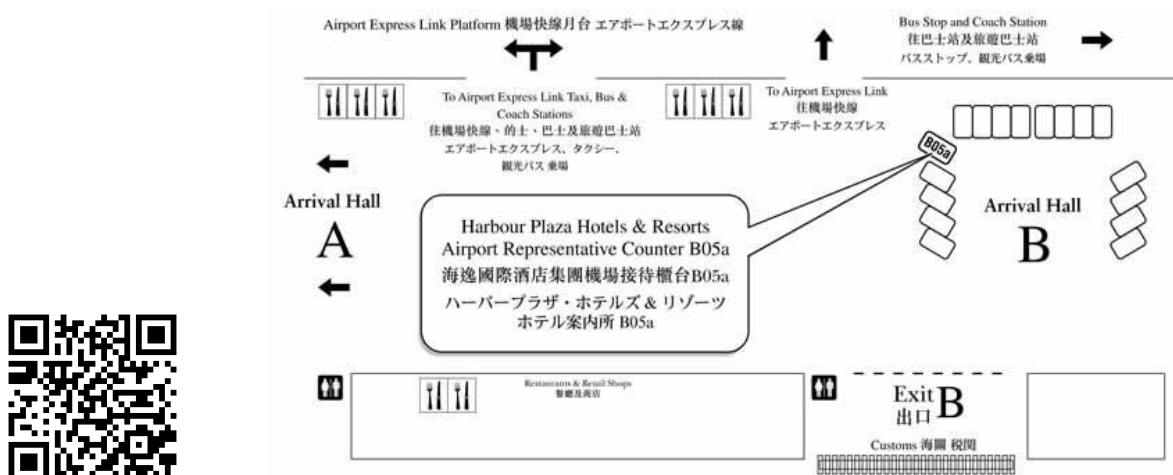 Airport Express Link Platform 機場快線月台 エアポートエクスプレス線
Bus Stop and Coach Station
往巴士站及旅遊巴士站
バスストップ、観光バス乗場
To Airport Express Link Taxi, Bus &
Coach Stations
往機場快線、的士、巴士及旅遊巴士站
エアポートエクスプレス、タクシー、
観光バス 乗場
To Airport Express Link
往機場快線
エアポートエクスプレス
B05a
Arrival Hall
A
Harbour Plaza Hotels & Resorts
Airport Representative Counter B05a
海逸國際酒店集團機場接待櫃台B05a
ハーバープラザ・ホテルズ & リゾーツ
ホテル案内所 B05a
Arrival Hall
B
Restaurants & Retail Shops
餐廳及商店
Exit B
出口
Customs 海關 税関